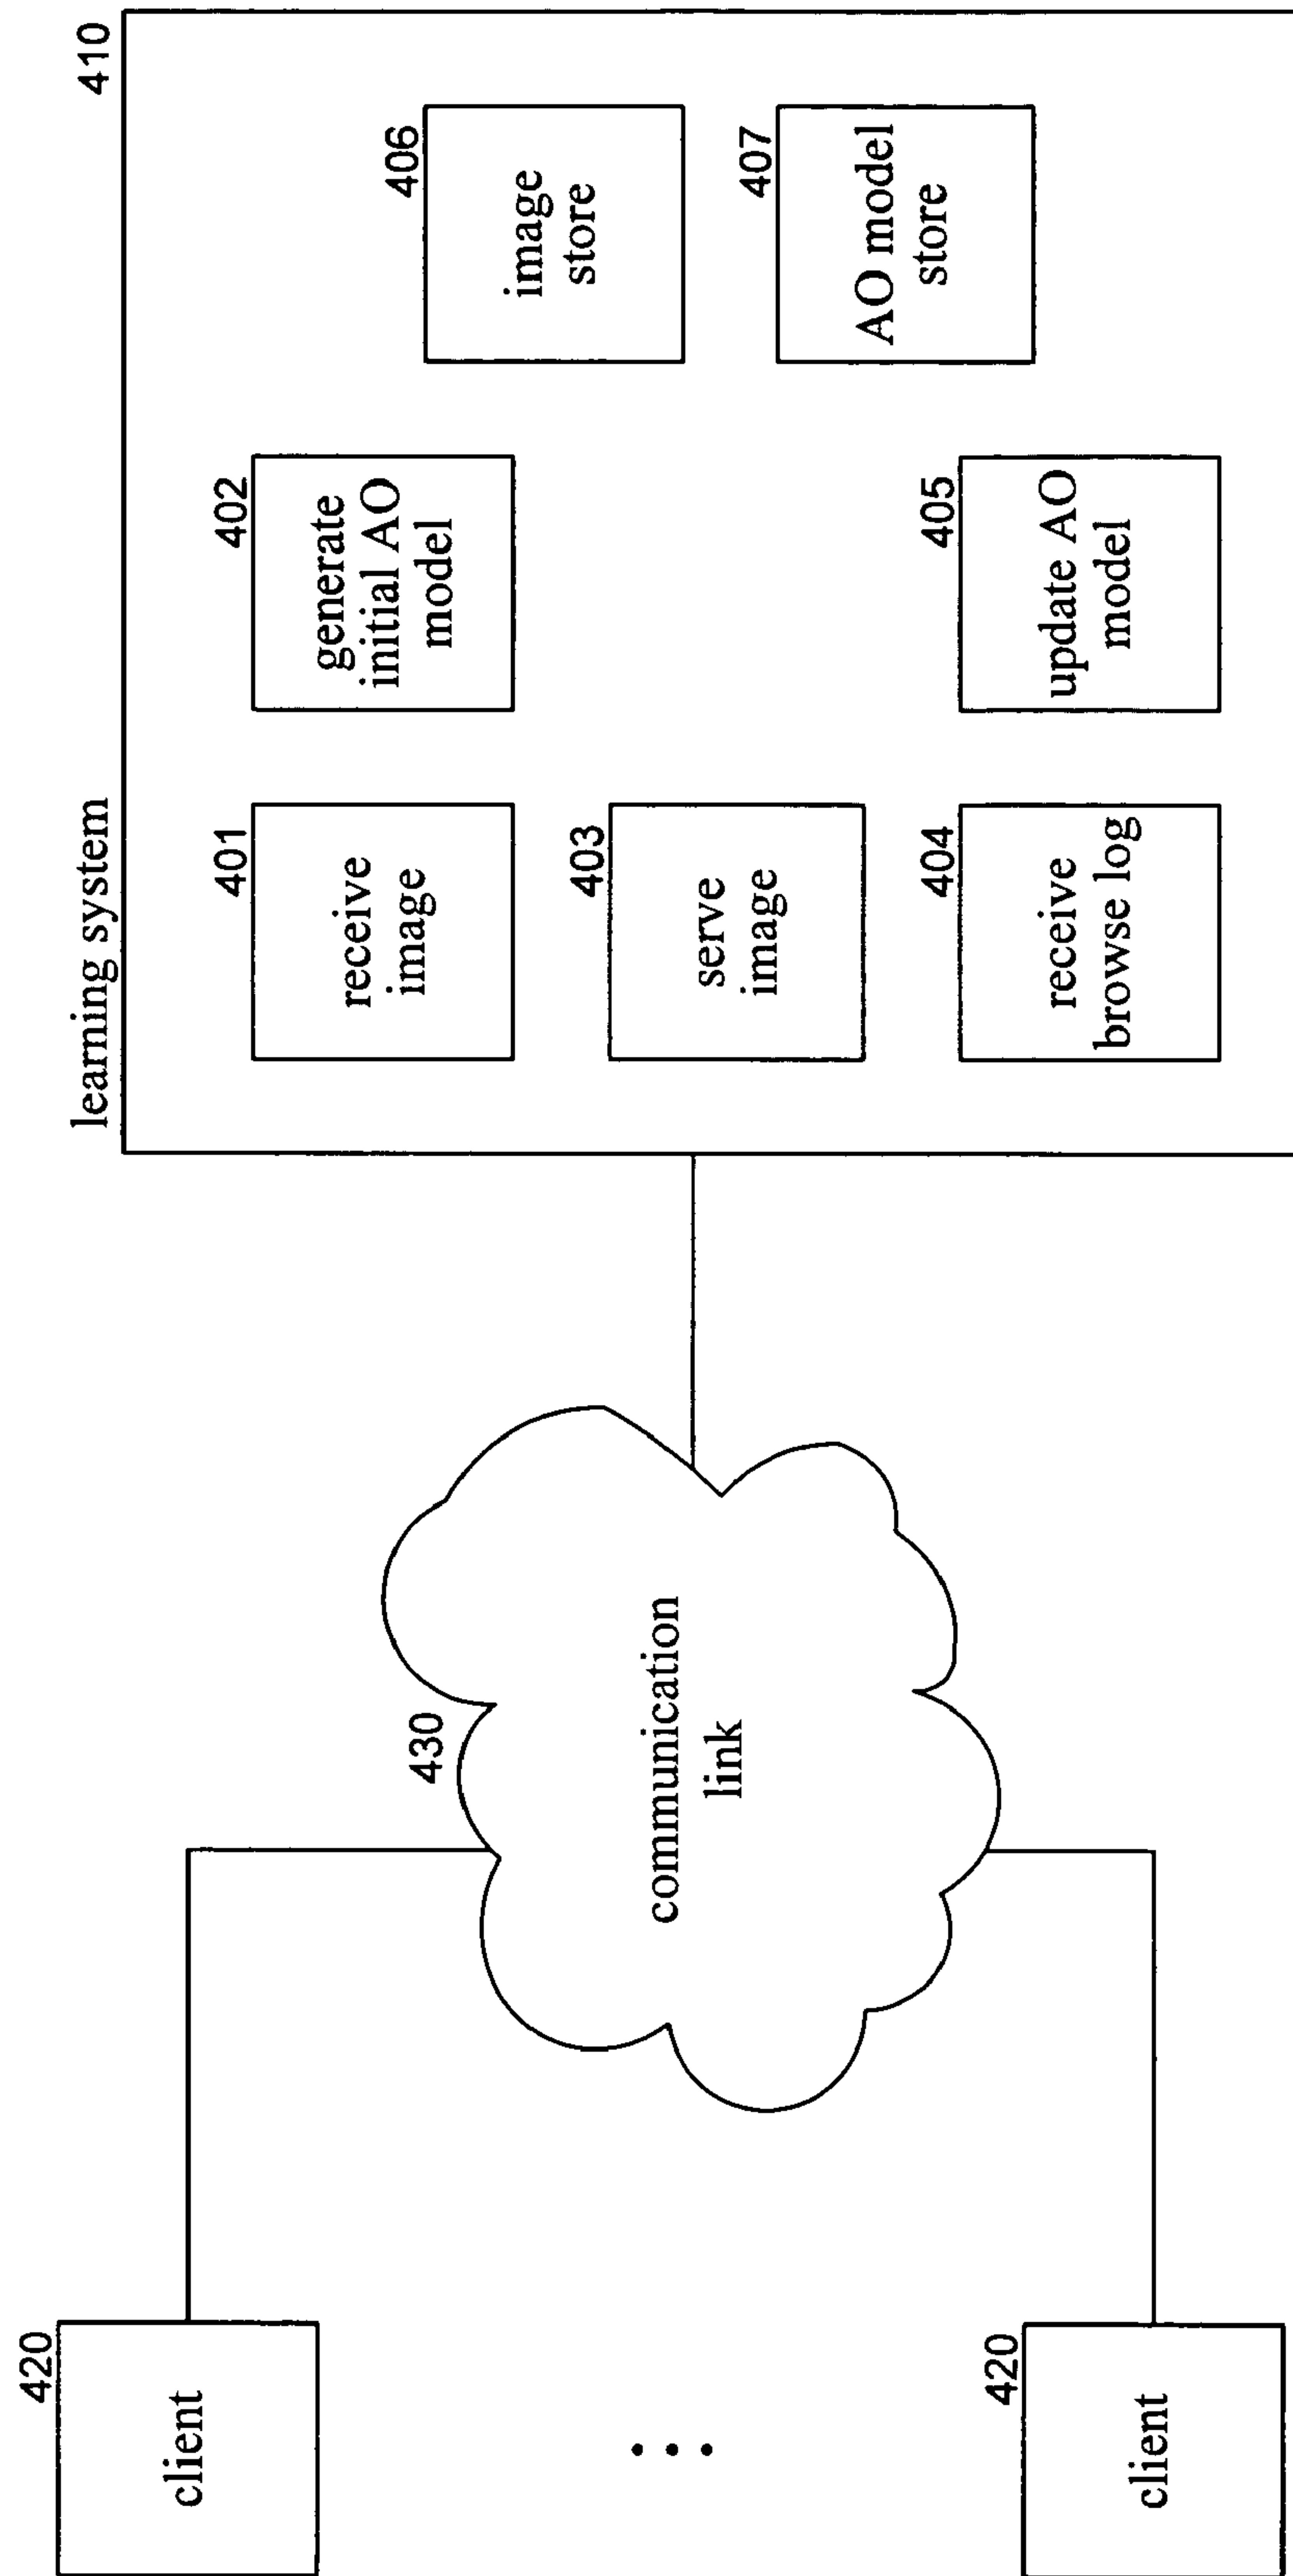 learning system
410
401
receive
image
402
generate
initial AO
model
406
image
store
403
serve
image
407
AO model
store
404
receive
browse log
405
update AO
model
430
communication
link
420
client
420
client